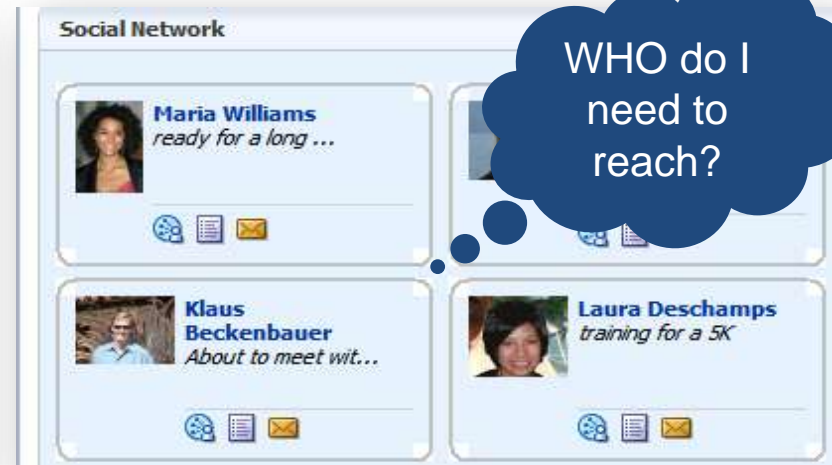 Social Network
WHO do I
need to
reach?
Maria Williams
ready for a long ...
Klaus
Beckenbauer
About to meet wit...
Laura Deschamps
training for a 5K